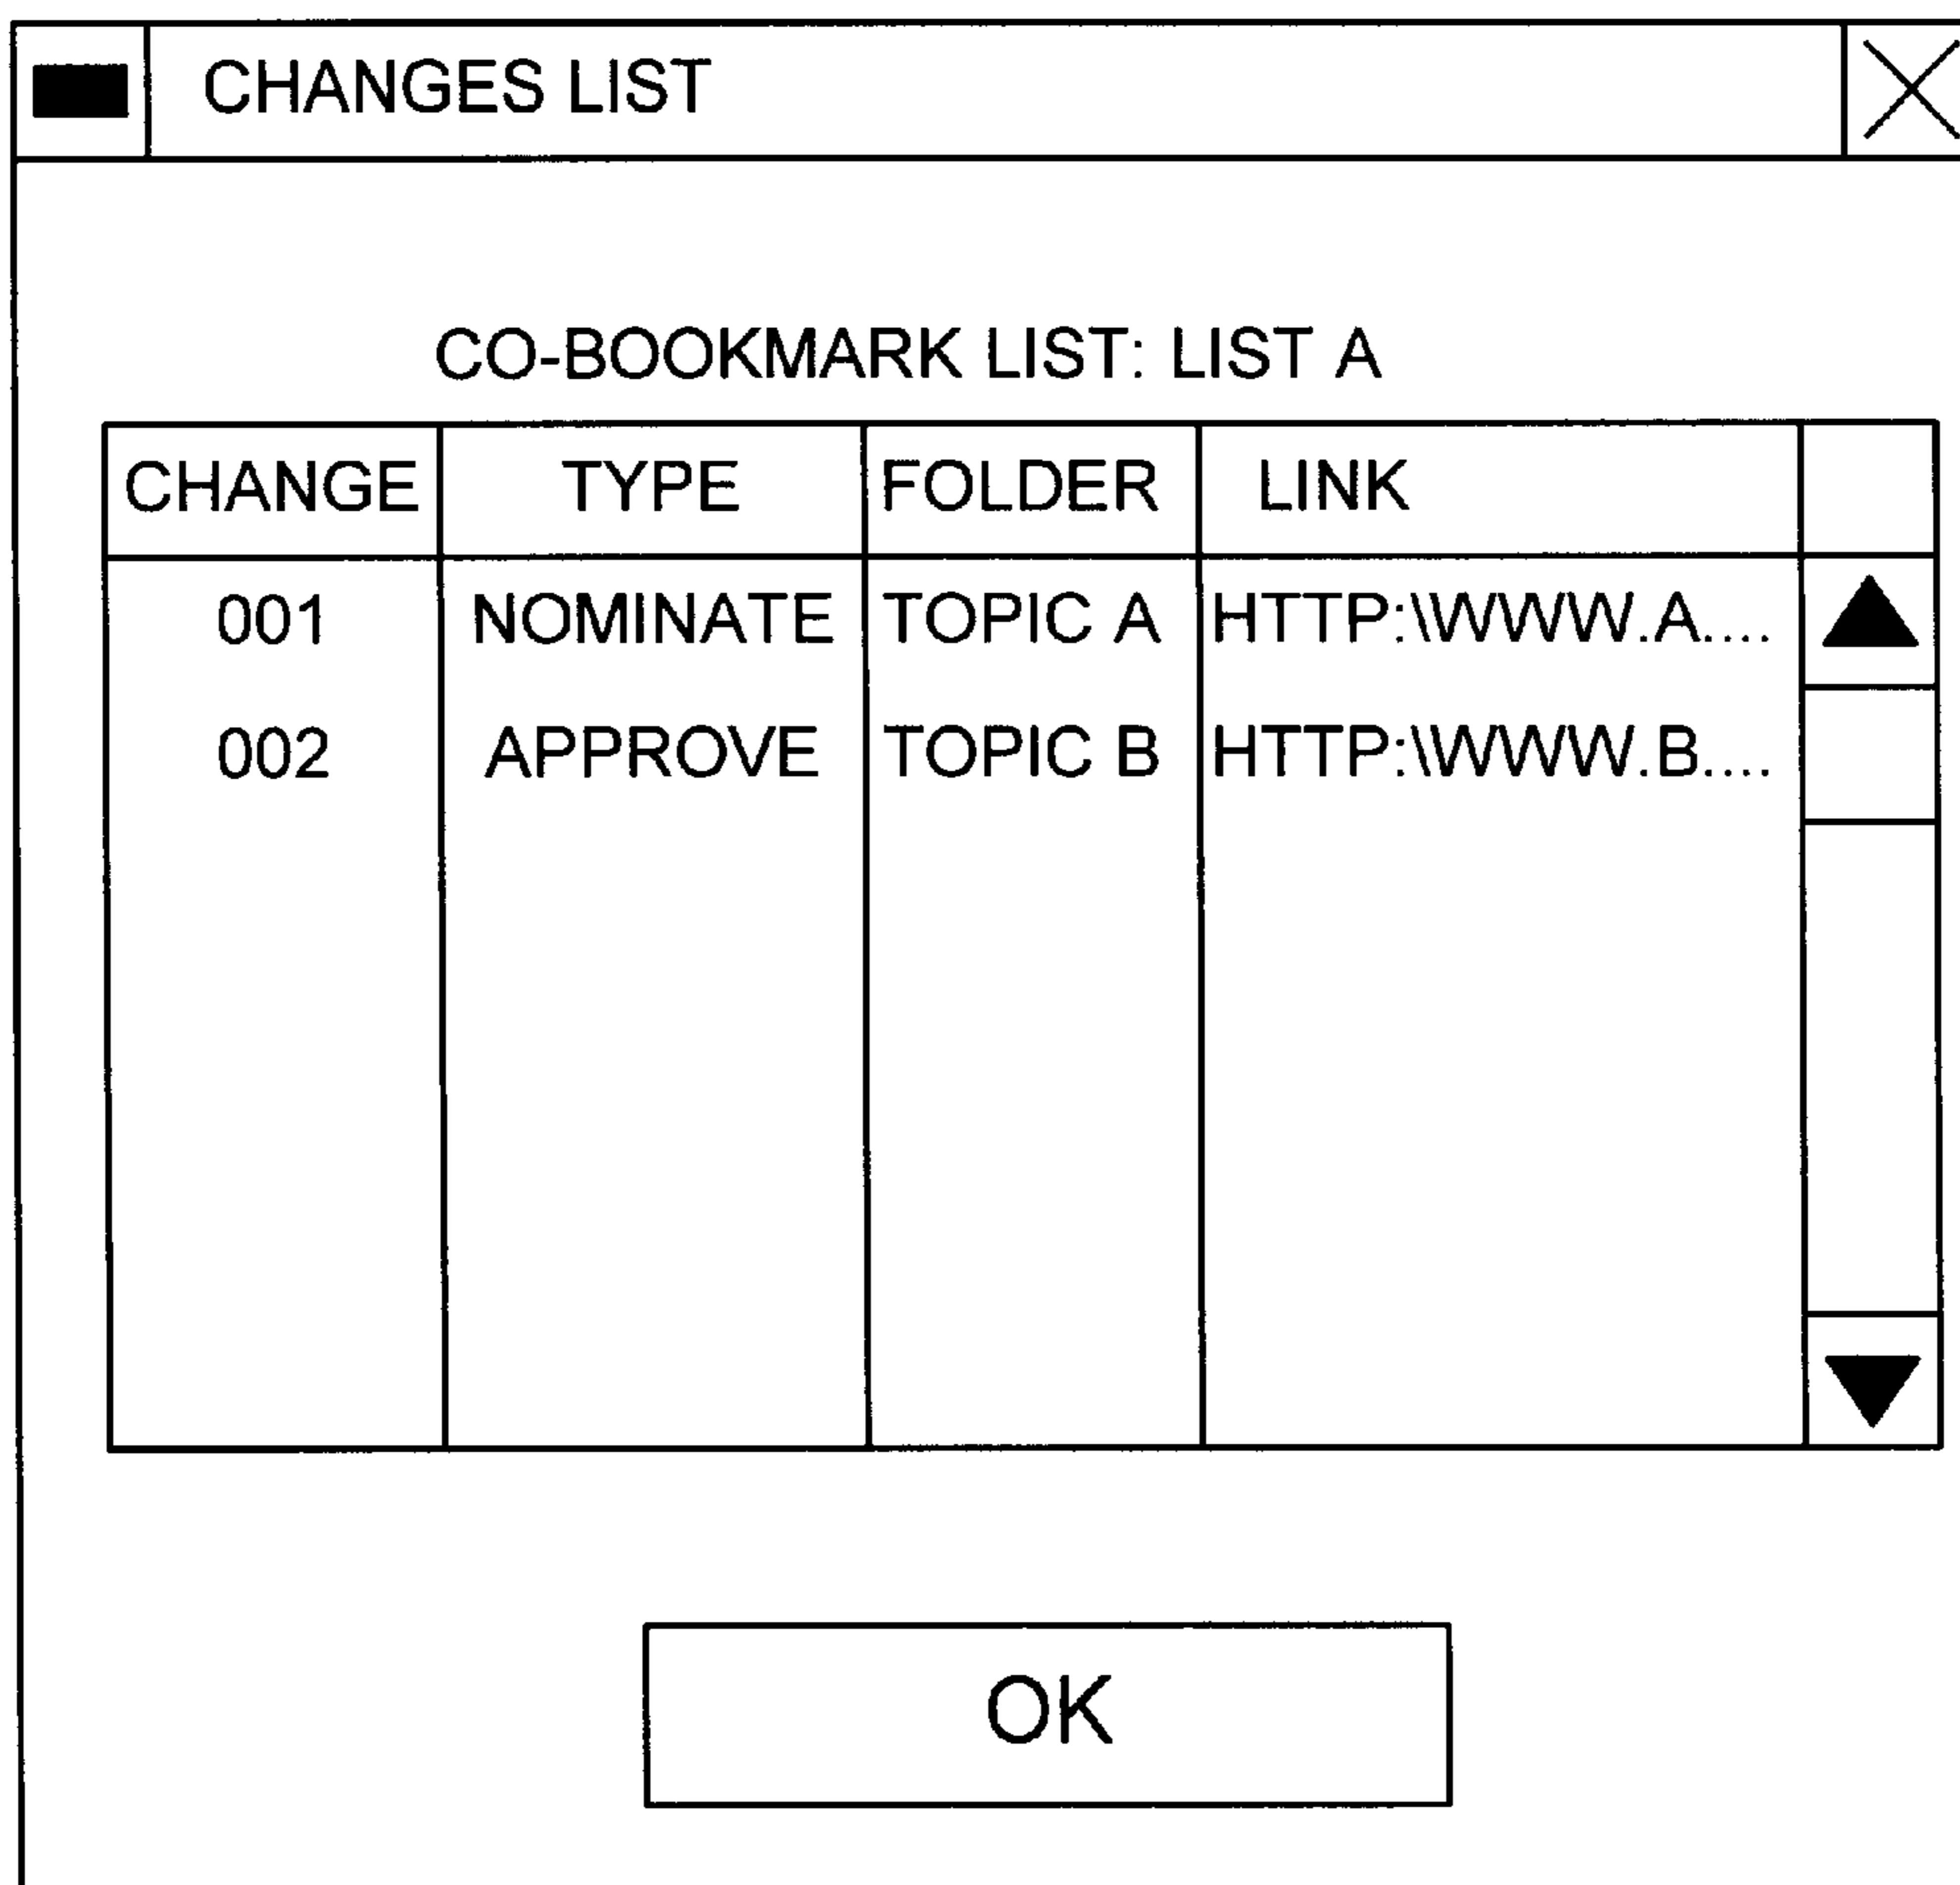 CHANGES LIST
CO-BOOKMARK LIST: LIST A
CHANGE TYPE FOLDER LINK
001 NOMINATE TOPIC A HTTP:\WWW.A....
002 APPROVE TOPIC B HTTP:\WWW.B....
OK